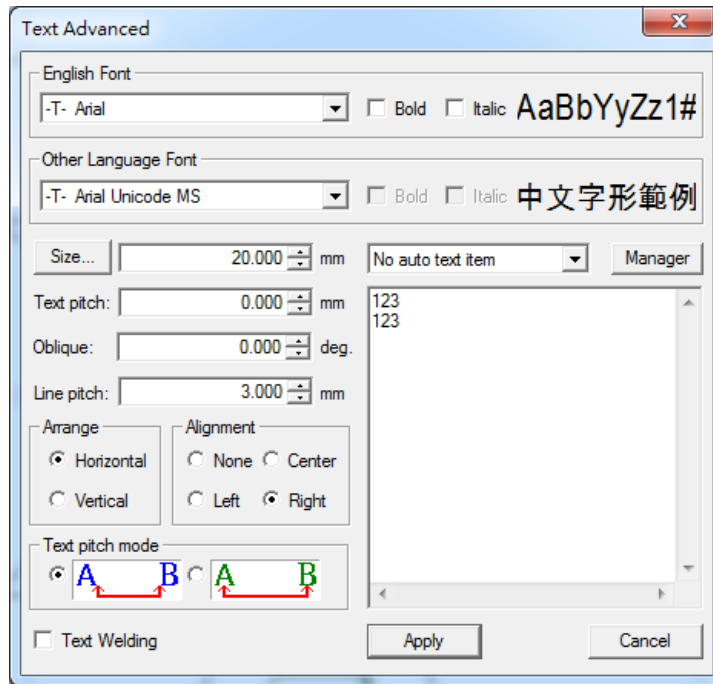 Text Advanced
English Font
-T- Arial
Bold
Italic
AaBbYyZz1#
Other Language Font
-T- Arial Unicode MS
Bold
Italic
中文字形範例
Size...
20.000
mm
No auto text item
Manager
Text pitch:
0.000
mm
123
123
Oblique:
0.000
deg.
Line pitch:
3.000
mm
Arrange
Horizontal
Vertical
Alignment
None
Center
Left
Right
Text pitch mode
A B
A B
Text Welding
Apply
Cancel